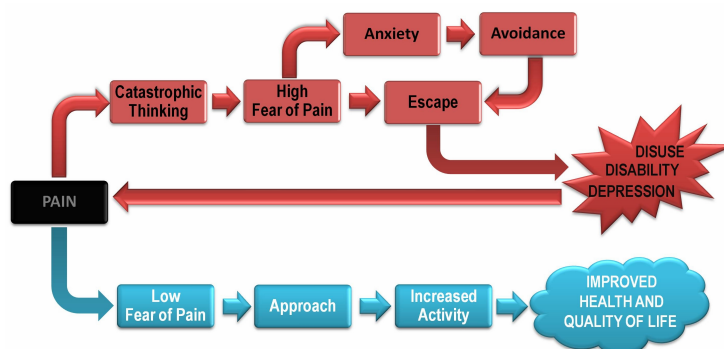 Anxiety
Avoidance
Catastrophic
Thinking
High
Fear of Pain
Escape
DISUSE
DISABILITY
DEPRESSION
PAIN
Low
Fear of Pain
Approach
Increased
Activity
IMPROVED
HEALTH AND
QUALITY OF LIFE